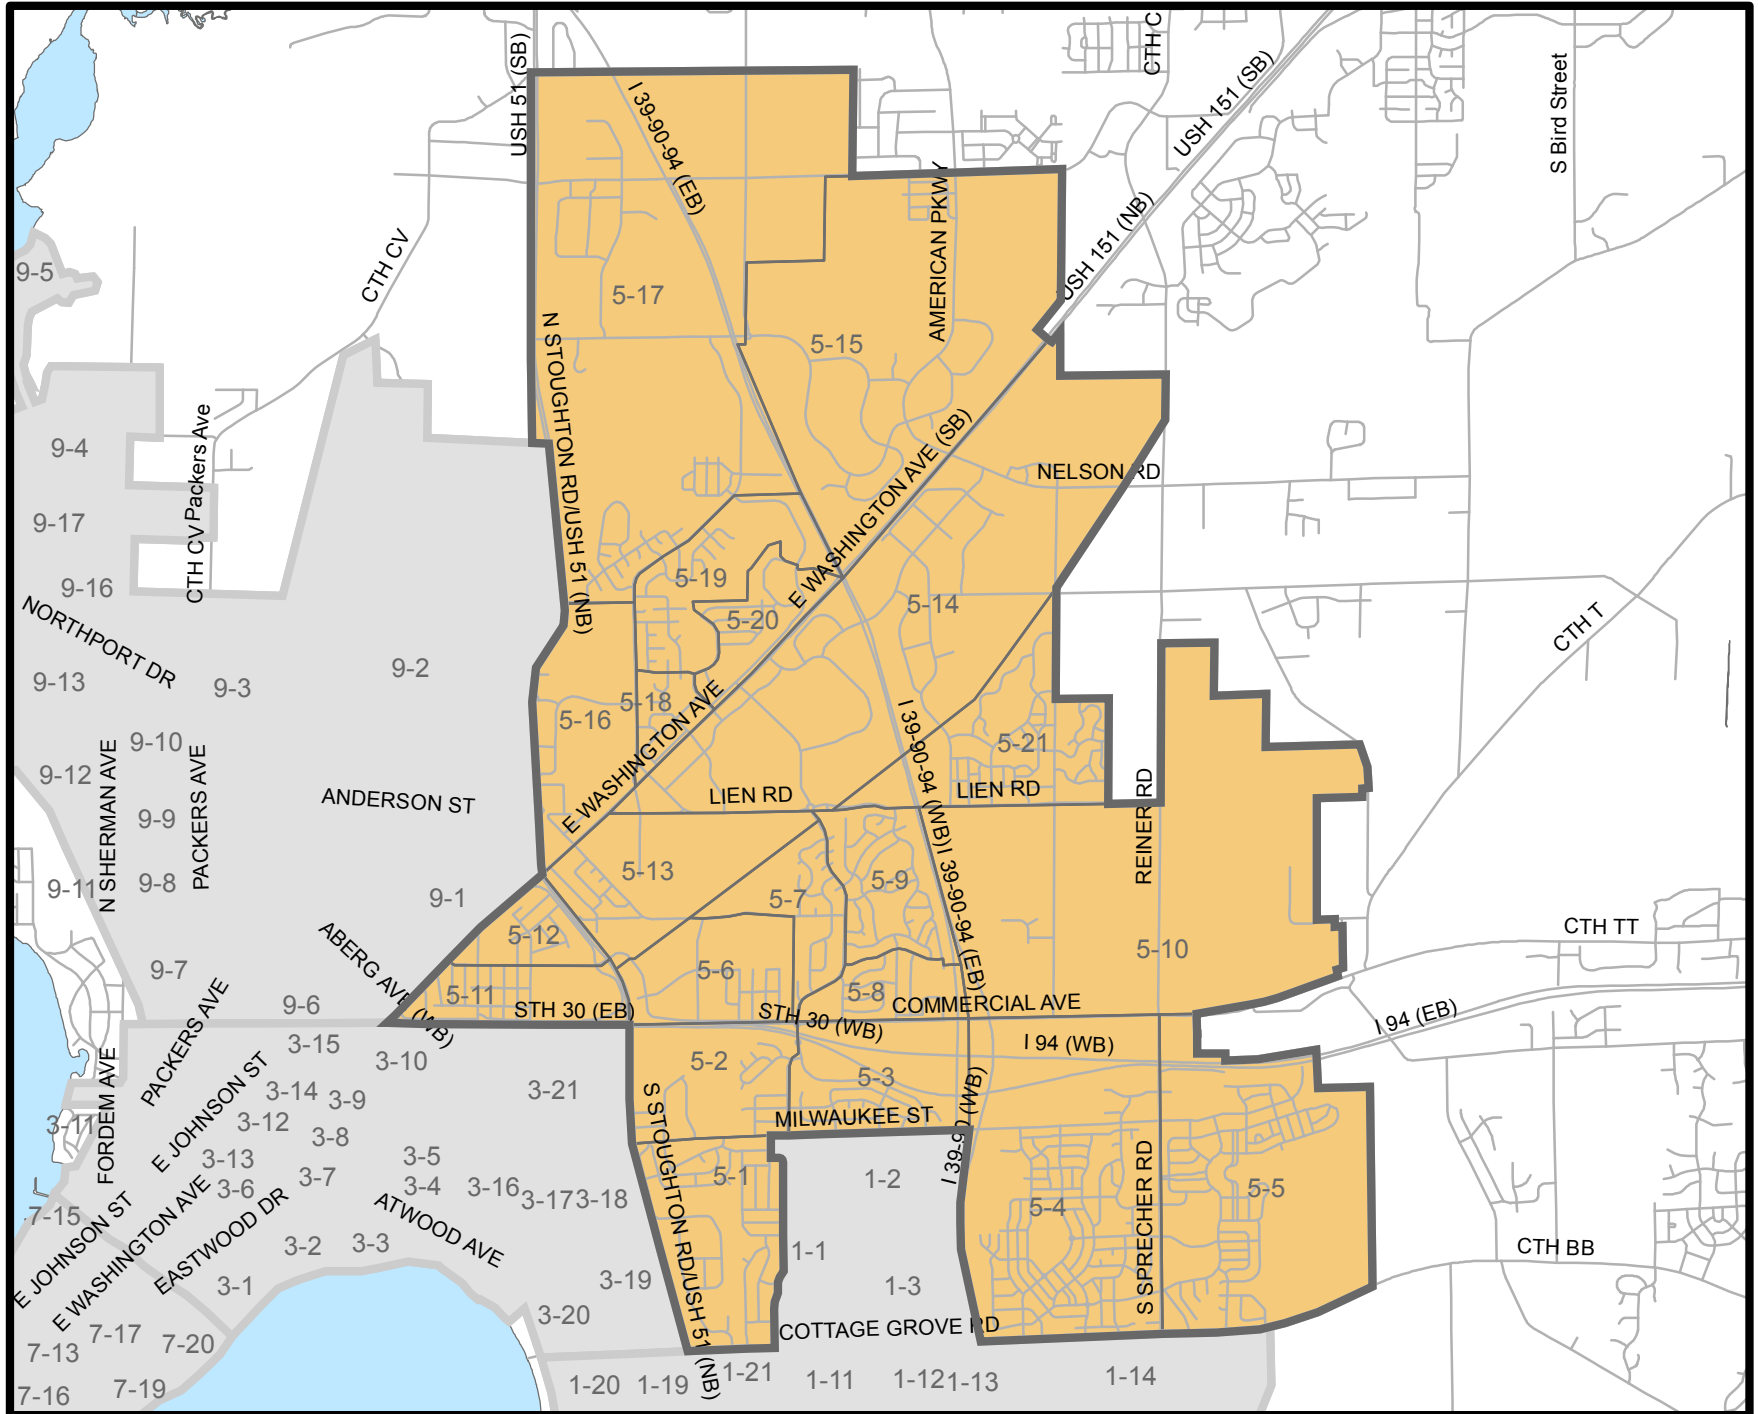 USH 51 (SB)
I 39-90-94 (EB)
CTH C
USH 151 (SB)
S Bird Street
AMERICAN PKWY
USH 151 (NB)
CTH CV
9-5
5-17
N STOUGHTON RD/USH 51 (NB)
5-15
9-4
CTH CV Packers Ave
E WASHINGTON AVE (SB)
NELSON RD
9-17
9-16
5-19
5-20
5-14
NORTHPORT DR
9-2
CTH T
9-13
9-3
5-18
5-16
E WASHINGTON AVE
9-10
9-12
N SHERMAN AVE
PACKERS AVE
ANDERSON ST
I 39-90-94 (WB)
5-21
LIEN RD
LIEN RD
REINER RD
9-9
5-13
9-11
9-8
9-1
5-7
5-9
I 39-90-94 (EB)
5-12
CTH TT
5-10
ABERG AVE (WB)
9-7
5-6
9-6
PACKERS AVE
5-11
STH 30 (EB)
5-8
COMMERCIAL AVE
STH 30 (WB)
I 94 (EB)
I 94 (WB)
3-15
3-10
5-2
FORDEM AVE
E JOHNSON ST
3-14
3-9
3-21
5-3
3-11
3-12
3-8
MILWAUKEE ST
I 39-90 (WB)
3-13
3-5
3-7
3-6
3-4
3-16
3-17
3-18
S STOUGHTON RD/USH 51 (NB)
5-1
1-2
5-4
S SPRECHER RD
5-5
7-15
E JOHNSON ST
E WASHINGTON AVE
EASTWOOD DR
ATWOOD AVE
3-2
3-3
1-1
CTH BB
3-1
3-19
1-3
3-20
COTTAGE GROVE RD
7-17
7-20
7-13
7-16
7-19
1-20
1-19
1-21
1-11
1-12
1-13
1-14